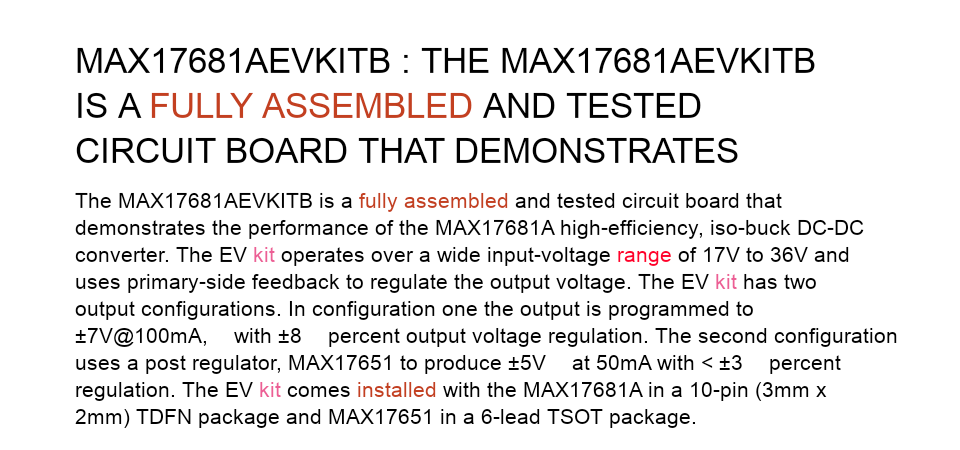 MAX17681AEVKITB : THE MAX17681AEVKITB
IS A FULLY ASSEMBLED AND TESTED
CIRCUIT BOARD THAT DEMONSTRATES
The MAX17681AEVKITB is a fully assembled and tested circuit board that
demonstrates the performance of the MAX17681A high-efficiency, iso-buck DC-DC
converter. The EV kit operates over a wide input-voltage range of 17V to 36V and
uses primary-side feedback to regulate the output voltage. The EV kit has two
output configurations. In configuration one the output is programmed to
±7V@100mA, with ±8 percent output voltage regulation. The second configuration
uses a post regulator, MAX17651 to produce ±5V at 50mA with < ±3 percent
regulation. The EV kit comes installed with the MAX17681A in a 10-pin (3mm x
2mm) TDFN package and MAX17651 in a 6-lead TSOT package.